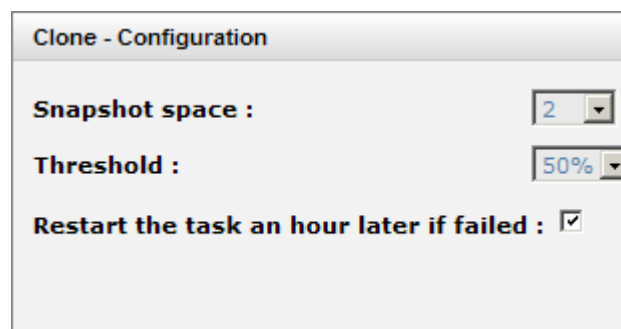 Clone - Configuration
Snapshot space : 2
Threshold : 50%
Restart the task an hour later if failed :